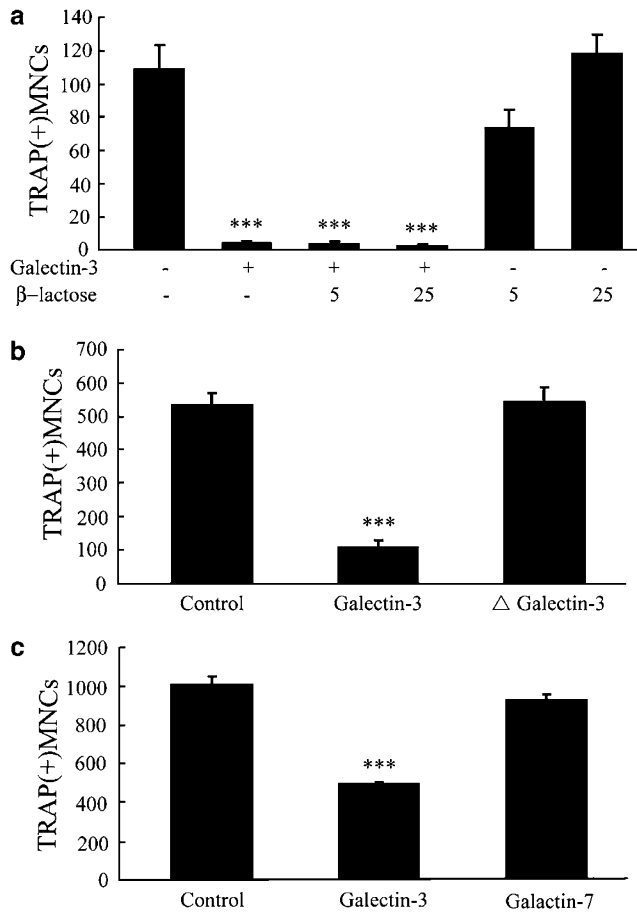 a
140
120
100
80
60
40
20
0
TRAP(+)MNCs
*** *** ***
Galectin-3 - + + + - -
β-lactose - - 5 25 5 25
b
700
600
500
400
300
200
100
0
TRAP(+)MNCs
***
Control Galectin-3 △ Galectin-3
c
1200
1000
800
600
400
200
0
TRAP(+)MNCs
***
Control Galectin-3 Galactin-7